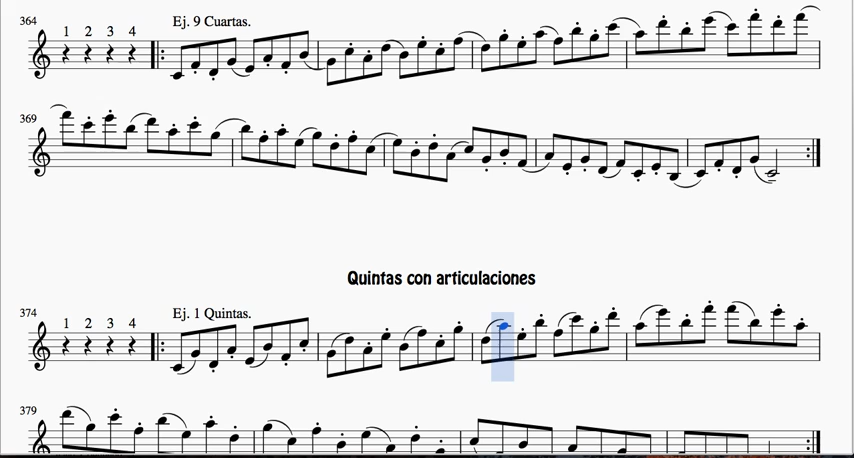 364
1 2 3 4
Ej. 9 Cuartas.
369
Quintas con articulaciones
374
1 2 3 4
Ej. 1 Quintas.
379